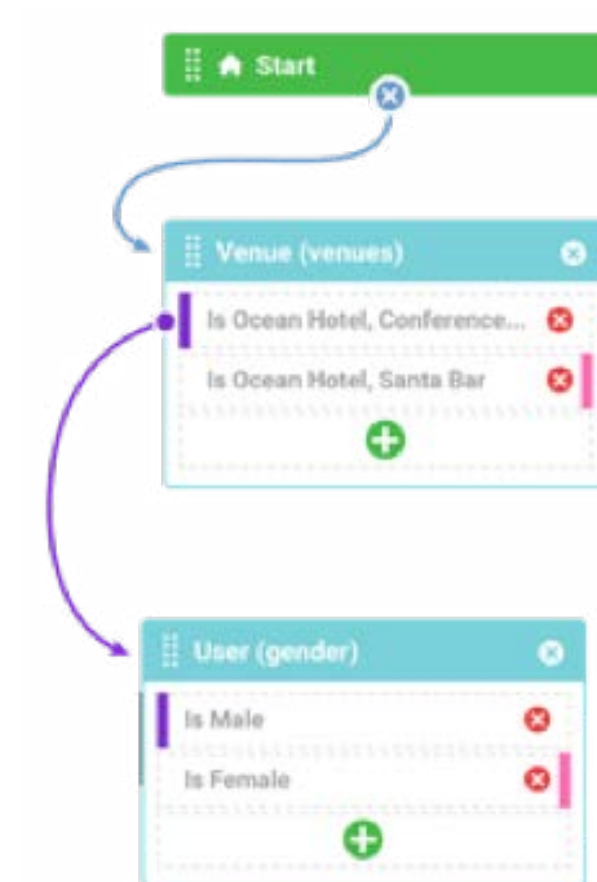 Start
Venue (venues)
Is Ocean Hotel, Conference...
Is Ocean Hotel, Santa Bar
User (gender)
Is Male
Is Female